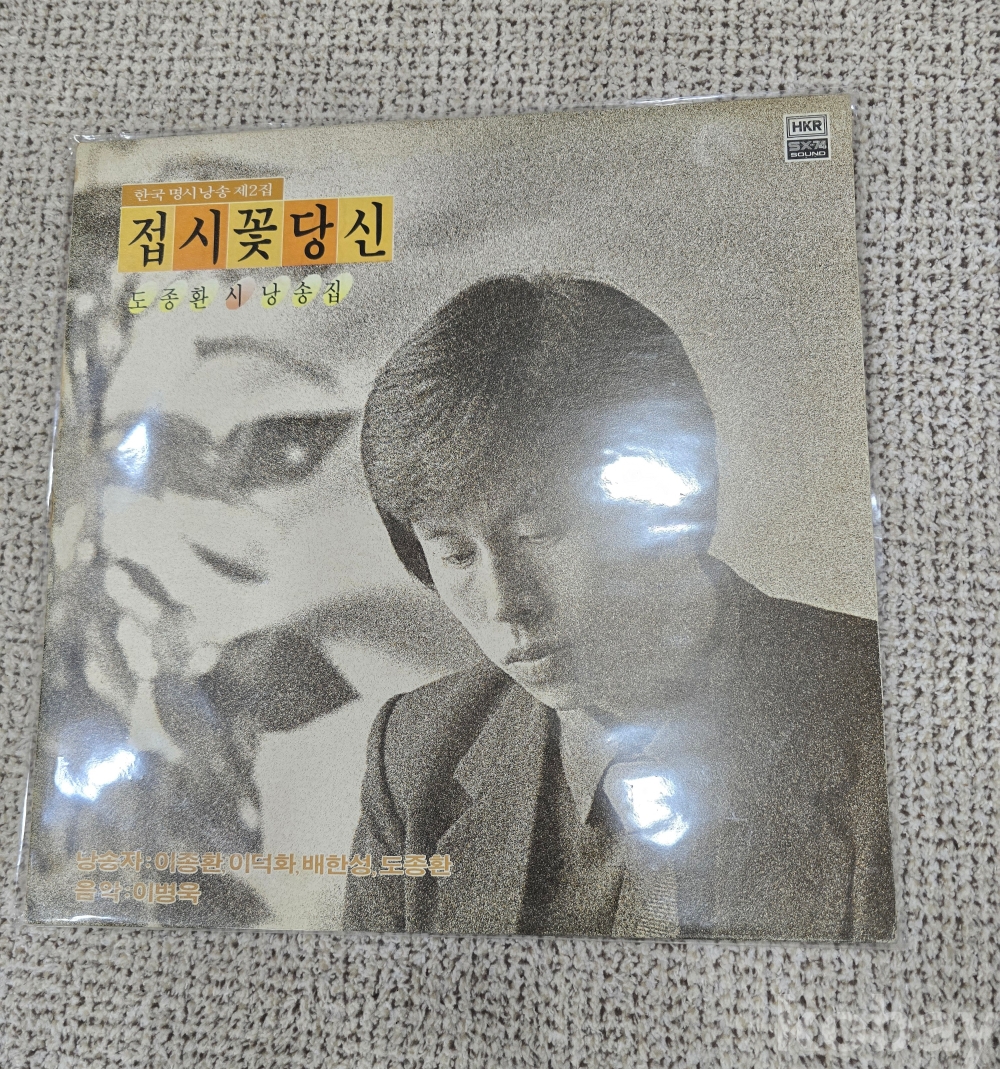 HKR
SX-74
SOUND
한국 명시 낭송 제2집
접시꽃당신
도종환 시 낭송집
낭송자 : 이종환, 이덕화, 배한성, 도종환
음악 : 이병욱